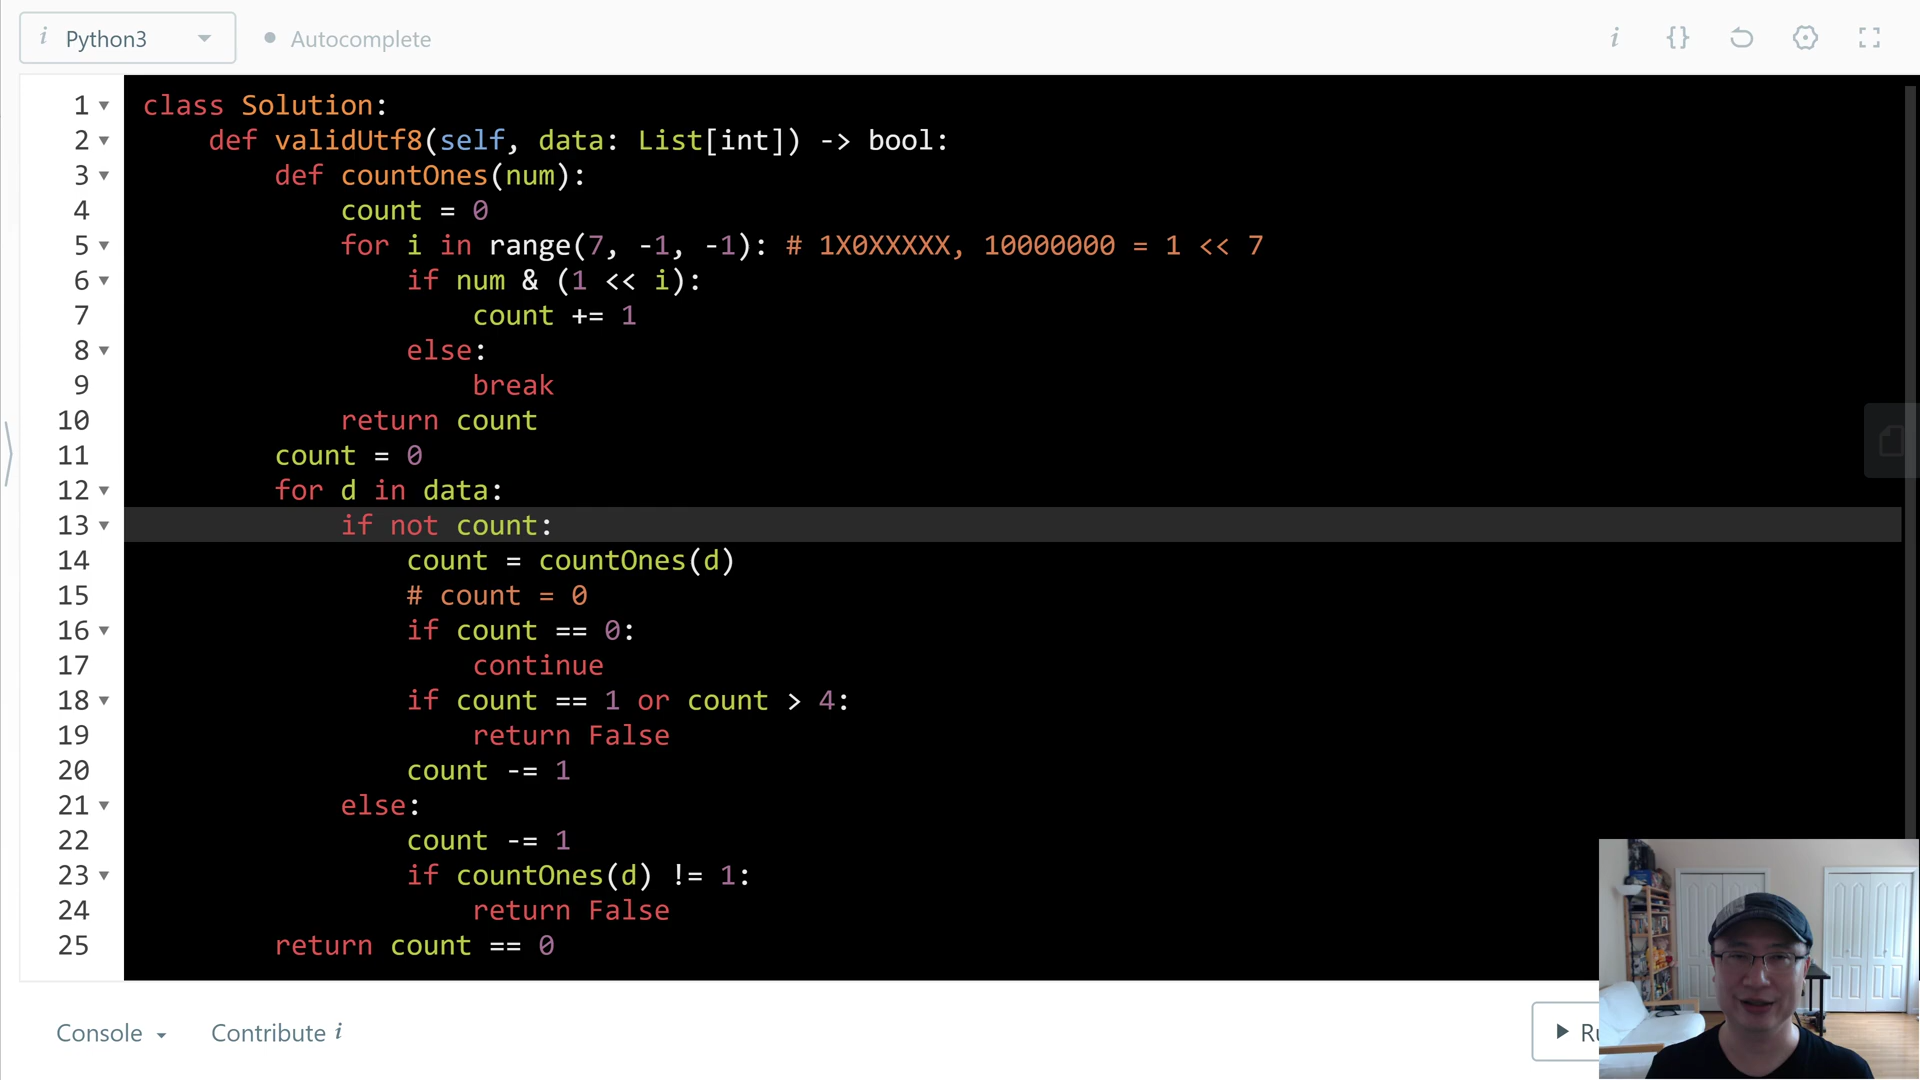 i Python3 Autocomplete i {}
1 class Solution:
2 def validUtf8(self, data: List[int]) -> bool:
3 def countOnes(num):
4 count = 0
5 for i in range(7, -1, -1): # 1X0XXXXX, 10000000 = 1 << 7
6 if num & (1 << i):
7 count += 1
8 else:
9 break
10 return count
11 count = 0
12 for d in data:
13 if not count:
14 count = countOnes(d)
15 # count = 0
16 if count == 0:
17 continue
18 if count == 1 or count > 4:
19 return False
20 count -= 1
21 else:
22 count -= 1
23 if countOnes(d) != 1:
24 return False
25 return count == 0
Console Contribute i